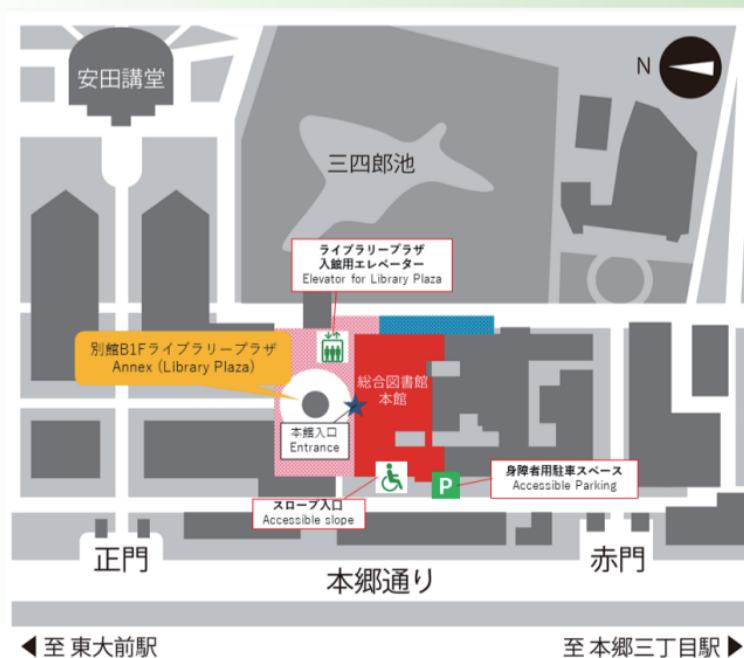 安田講堂
N
三四郎池
ライブラリープラザ
入館用エレベーター
Elevator for Library Plaza
別館B1Fライブラリープラザ
Annex (Library Plaza)
総合図書館
本館
本館入口
Entrance
身障者用駐車スペース
Accessible Parking
P
スロープ入口
Accessible slope
正門
赤門
本郷通り
◀ 至 東大前駅
至 本郷三丁目駅 ▶